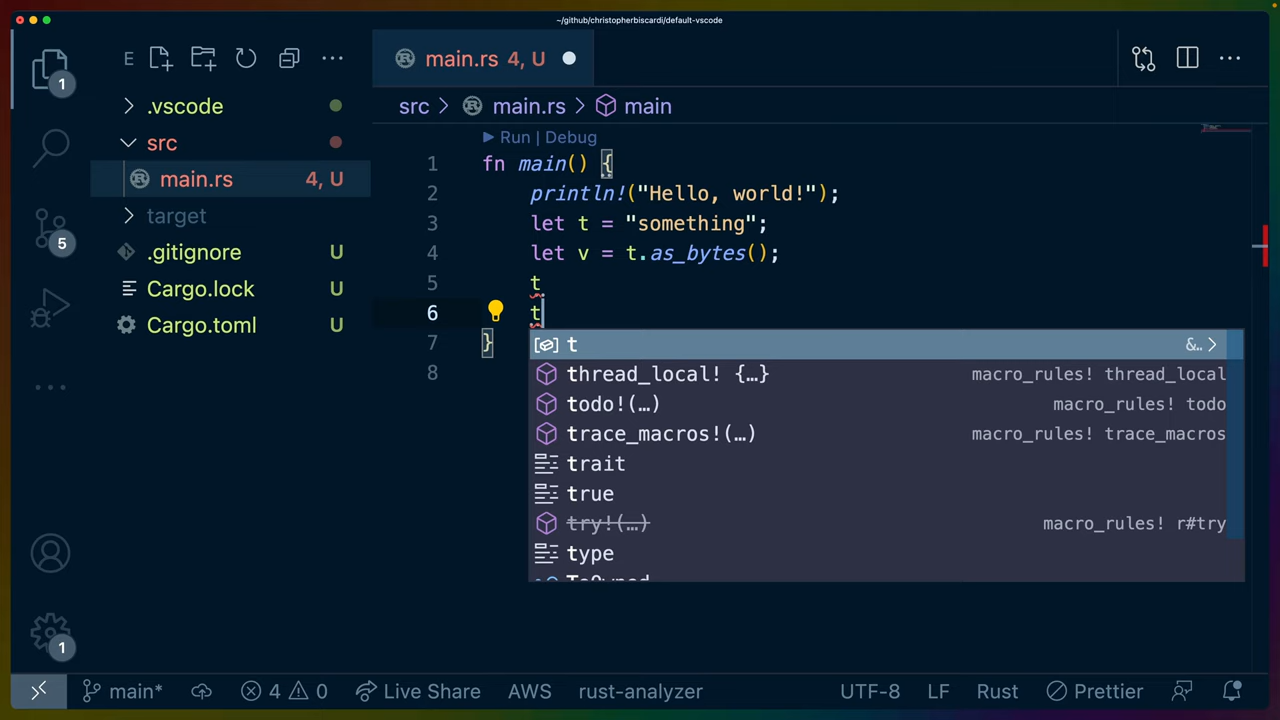 ~/github/christopherbiscardi/default-vscode
E
main.rs 4, U
1
.vscode
src
main.rs 4, U
target
.gitignore U
Cargo.lock U
Cargo.toml U
5
1
src > main.rs > main
Run | Debug
1 fn main() {
2 println!("Hello, world!");
3 let t = "something";
4 let v = t.as_bytes();
5 t
6 t
7 }
8
t &… >
thread_local! {…} macro_rules! thread_local
todo!(…) macro_rules! todo
trace_macros!(…) macro_rules! trace_macros
trait
true
try!(…) macro_rules! r#try
type
ToOwned
main* 4 0 Live Share AWS rust-analyzer UTF-8 LF Rust Prettier